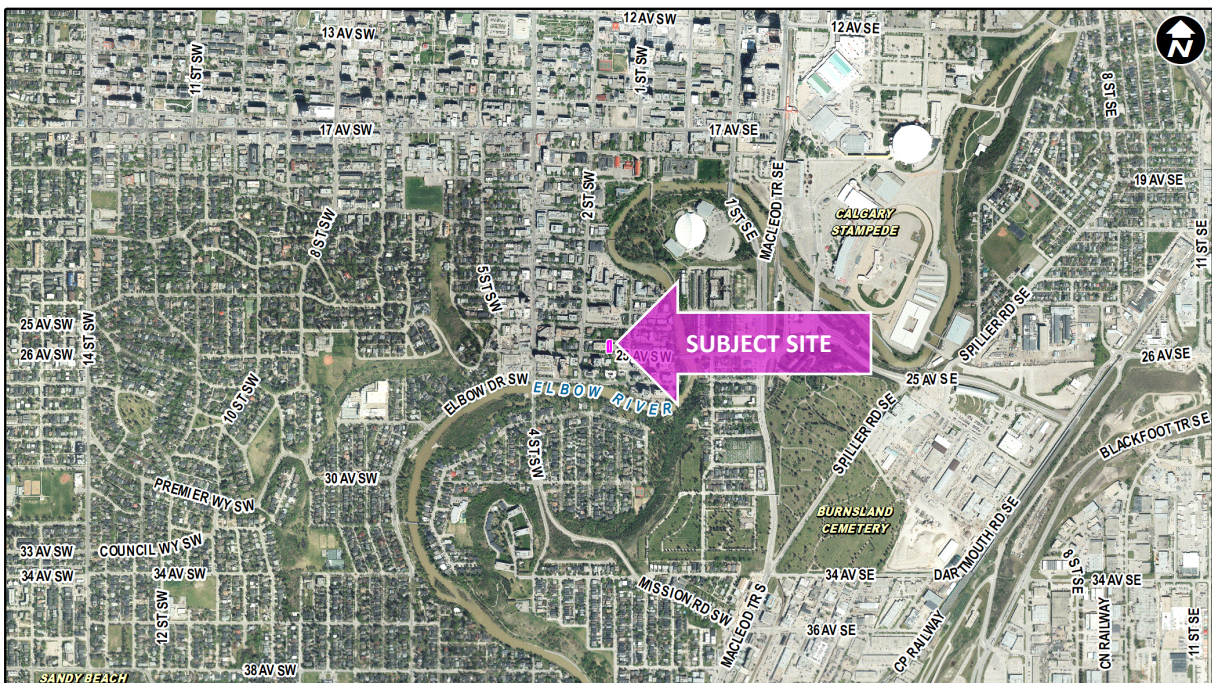 12 AV SW
12 AV SE
13 AV SW
N
11 ST SW
1 ST SW
8 ST SE
17 AV SW
17 AV SE
19 AV SE
2 ST SW
1 ST SE
MACLEOD TR SE
CALGARY
STAMPEDE
8 ST SW
11 ST SE
5 ST SW
25 AV SW
14 ST SW
26 AV SW
SUBJECT SITE
25 AV SW
SPILLER RD SE
26 AV SE
25 AV SE
ELBOW DR SW
ELBOW RIVER
10 ST SW
4 ST SW
SPILLER RD SE
BLACKFOOT TR SE
30 AV SW
PREMIER WY SW
BURNSLAND
CEMETERY
COUNCIL WY SW
33 AV SW
34 AV SW
34 AV SW
DARTMOUTH RD SE
34 AV SE
8 ST SE
34 AV SE
12 ST SW
MISSION RD SW
MACLEOD TR S
36 AV SE
CP RAILWAY
CN RAILWAY
11 ST SE
38 AV SW
SANDY BEACH